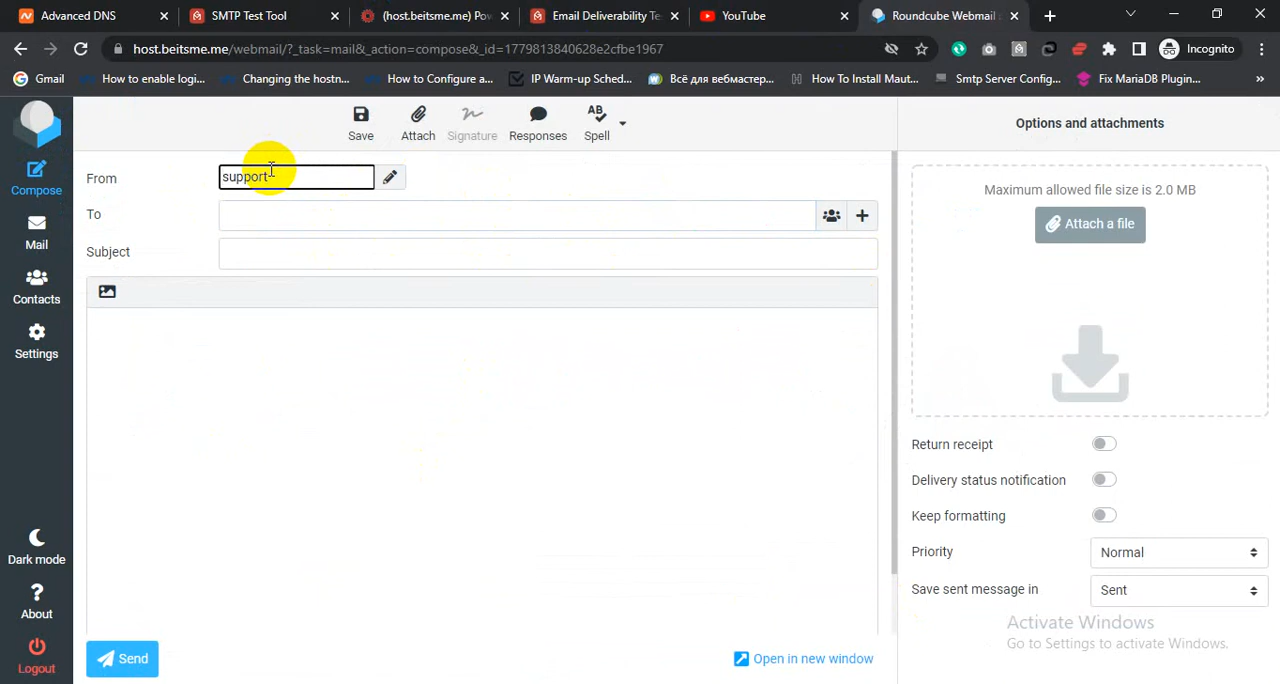 Advanced DNS
SMTP Test Tool
(host.beitsme.me) Pow
Email Deliverability Te
YouTube
Roundcube Webmail
host.beitsme.me/webmail/?_task=mail&_action=compose&_id=1779813840628e2cfbe1967
Incognito
Gmail
How to enable logi...
Changing the hostn...
How to Configure a...
IP Warm-up Sched...
Всё для вебмастер...
How To Install Maut...
Smtp Server Config...
Fix MariaDB Plugin...
»
Compose
Mail
Contacts
Settings
Dark mode
About
Logout
Save
Attach
Signature
Responses
ABC
Spell
From
support
To
Subject
Send
Open in new window
Options and attachments
Maximum allowed file size is 2.0 MB
Attach a file
Return receipt
Delivery status notification
Keep formatting
Priority
Normal
Save sent message in
Sent
Activate Windows
Go to Settings to activate Windows.